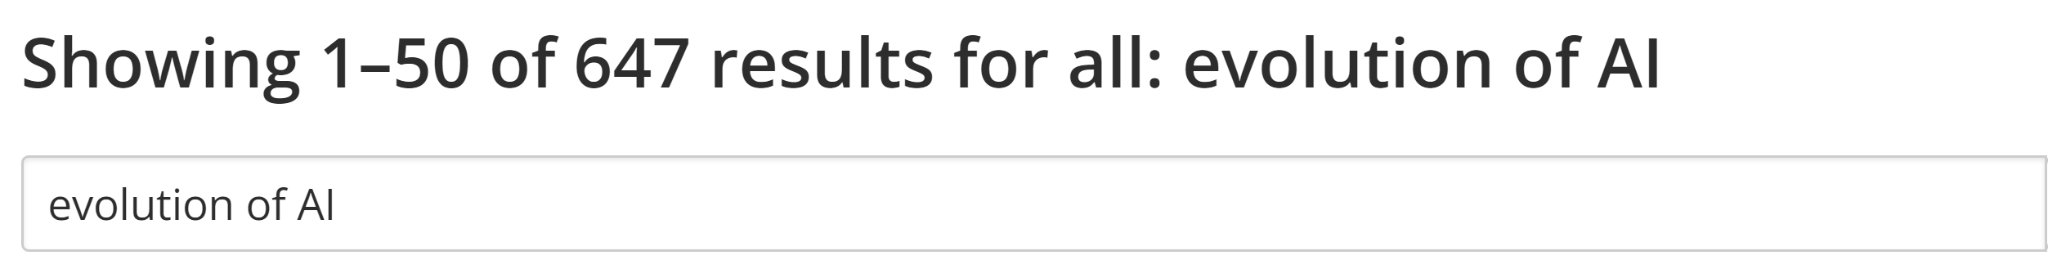 Showing 1–50 of 647 results for all: evolution of AI
evolution of AI